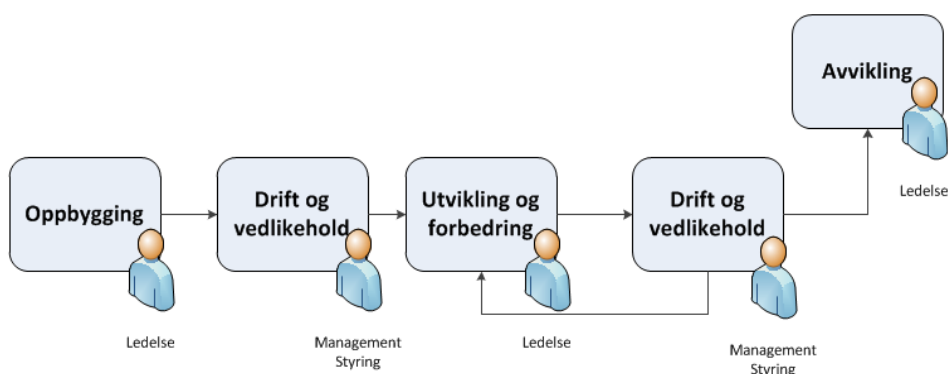 Avvikling
Ledelse
Oppbygging
Ledelse
Drift og
vedlikehold
Management
Styring
Utvikling og
forbedring
Ledelse
Drift og
vedlikehold
Management
Styring